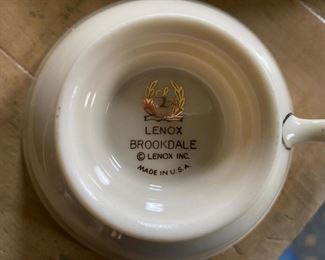 L
LENOX
BROOKDALE
© LENOX INC.
MADE IN U.S.A.